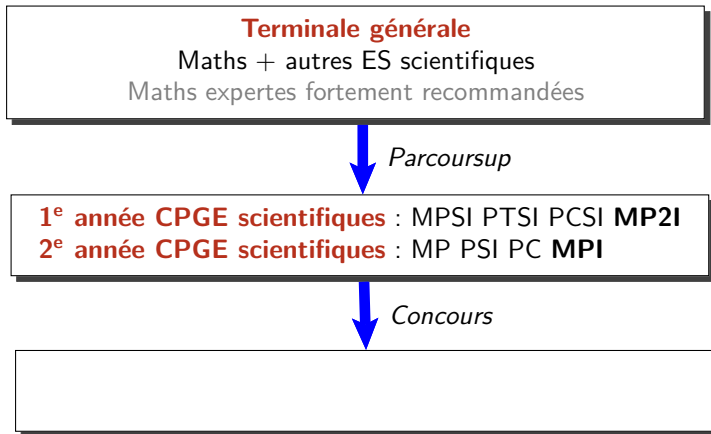 Terminale générale
Maths + autres ES scientifiques
Maths expertes fortement recommandées
Parcoursup
1e année CPGE scientifiques : MPSI PTSI PCSI MP2I
2e année CPGE scientifiques : MP PSI PC MPI
Concours